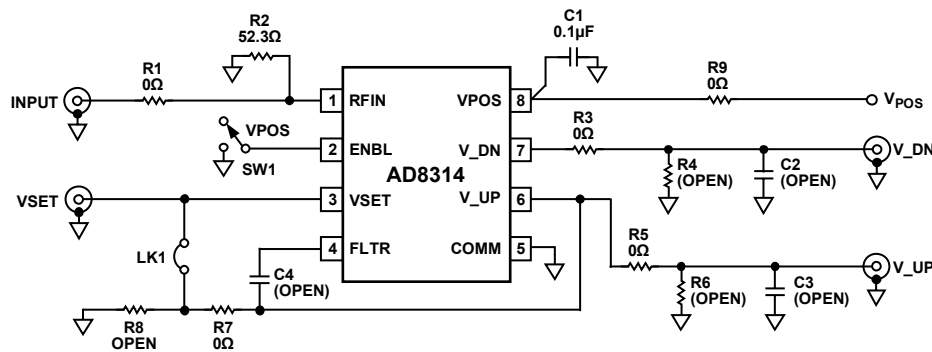 R2
52.3Ω
C1
0.1µF
R1
0Ω
R9
0Ω
INPUT
1
RFIN
VPOS
8
V_POS
R3
0Ω
VPOS
SW1
2
ENBL
V_DN
7
V_DN
R4
(OPEN)
C2
(OPEN)
AD8314
VSET
3
VSET
V_UP
6
LK1
4
FLTR
COMM
5
R5
0Ω
V_UP
C4
(OPEN)
R6
(OPEN)
C3
(OPEN)
R8
OPEN
R7
0Ω